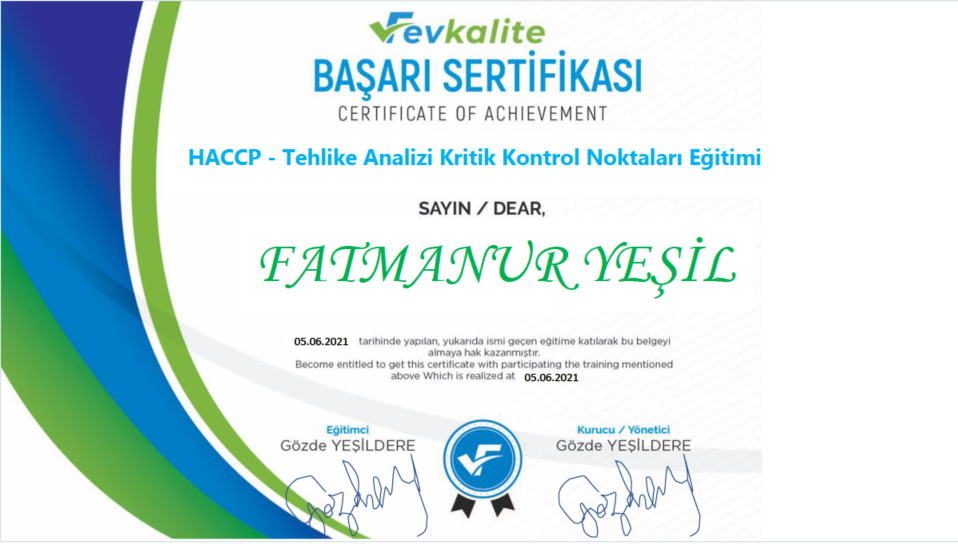 Fevkalite
BAŞARI SERTİFİKASI
CERTIFICATE OF ACHIEVEMENT
HACCP - Tehlike Analizi Kritik Kontrol Noktaları Eğitimi
SAYIN / DEAR,
FATMANUR YEŞİL
05.06.2021 tarihinde yapılan, yukarıda ismi geçen eğitime katılarak bu belgeyi
almaya hak kazanmıştır.
Become entitled to get this certificate with participating the training mentioned
above Which is realized at 05.06.2021
Eğitimci
Gözde YEŞİLDERE
Kurucu / Yönetici
Gözde YEŞİLDERE